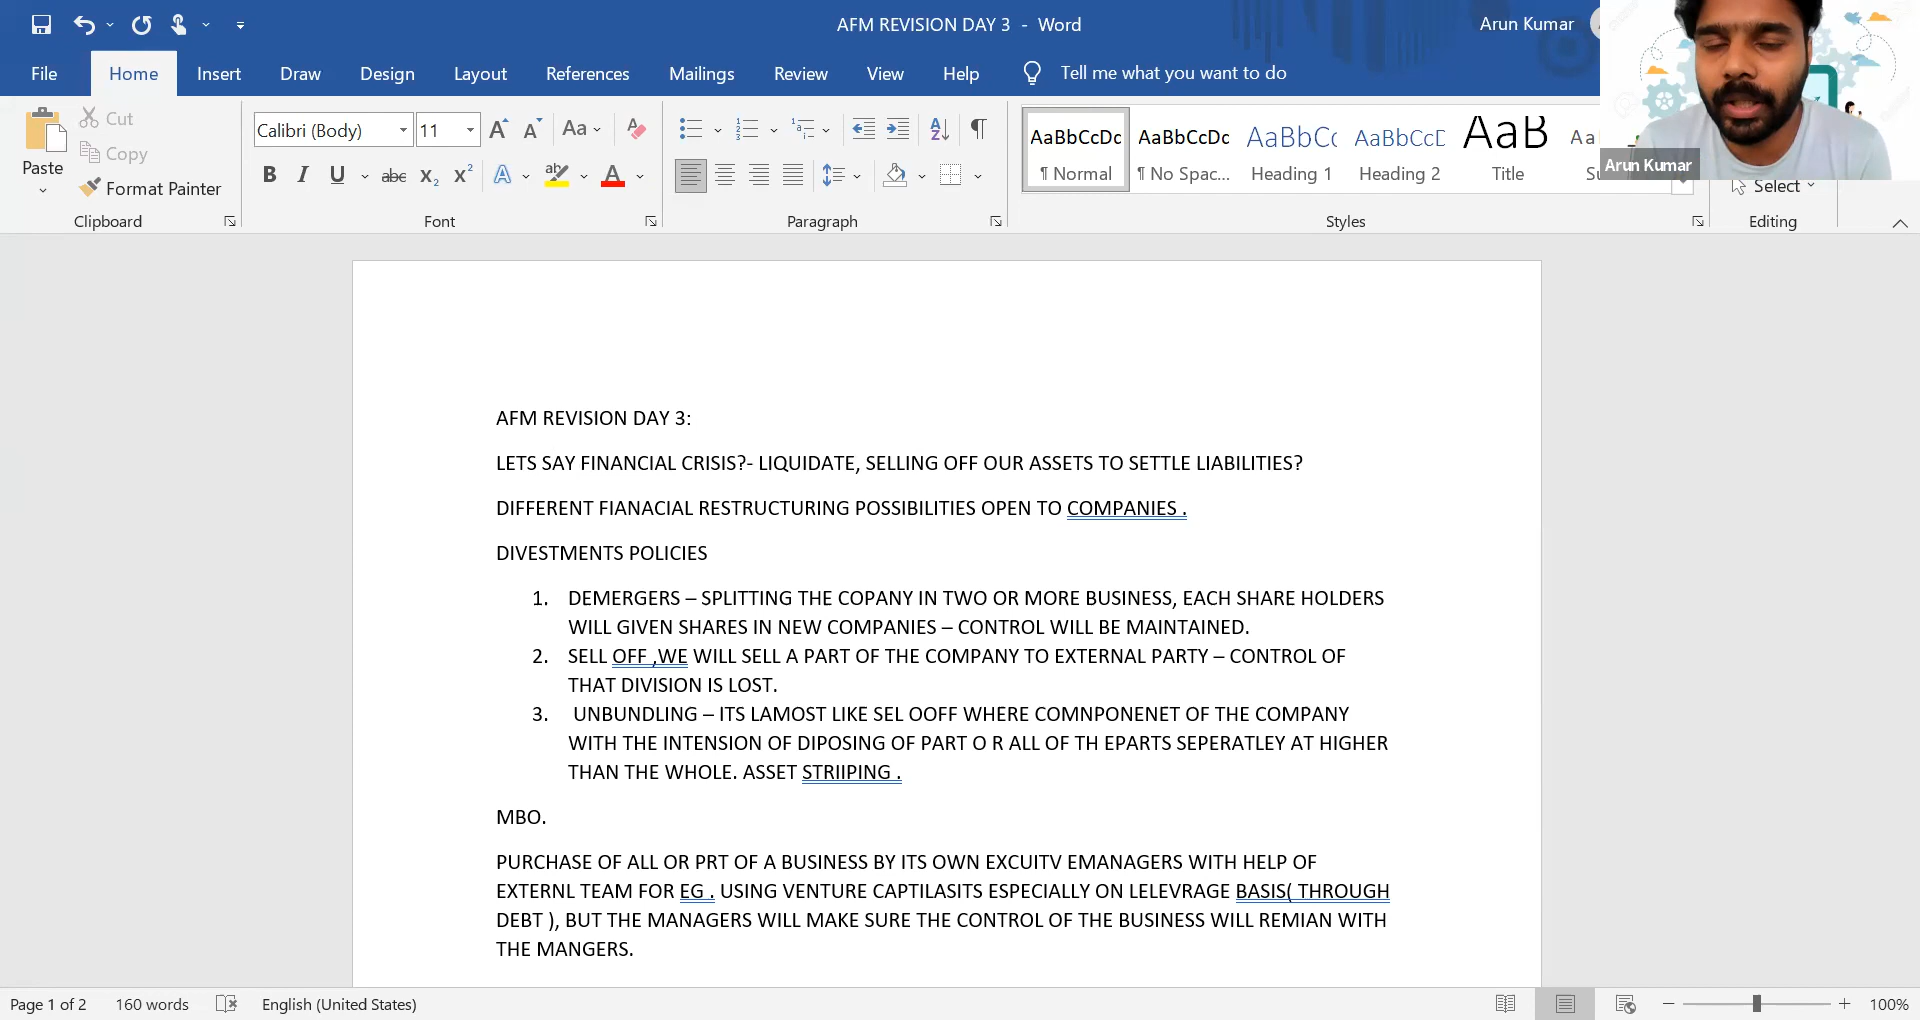 AFM REVISION DAY 3 - Word
Arun Kumar
File Home Insert Draw Design Layout References Mailings Review View Help Tell me what you want to do
Paste
Cut
Copy
Format Painter
Clipboard
Calibri (Body) 11
Font
Paragraph
AaBbCcDc AaBbCcDc AaBbCc AaBbCcD AaB
¶ Normal ¶ No Spac... Heading 1 Heading 2 Title
Styles
Arun Kumar
Select
Editing
AFM REVISION DAY 3:
LETS SAY FINANCIAL CRISIS?- LIQUIDATE, SELLING OFF OUR ASSETS TO SETTLE LIABILITIES?
DIFFERENT FIANACIAL RESTRUCTURING POSSIBILITIES OPEN TO COMPANIES .
DIVESTMENTS POLICIES
1. DEMERGERS – SPLITTING THE COPANY IN TWO OR MORE BUSINESS, EACH SHARE HOLDERS
WILL GIVEN SHARES IN NEW COMPANIES – CONTROL WILL BE MAINTAINED.
2. SELL OFF ,WE WILL SELL A PART OF THE COMPANY TO EXTERNAL PARTY – CONTROL OF
THAT DIVISION IS LOST.
3. UNBUNDLING – ITS LAMOST LIKE SEL OOFF WHERE COMNPONENET OF THE COMPANY
WITH THE INTENSION OF DIPOSING OF PART O R ALL OF TH EPARTS SEPERATLEY AT HIGHER
THAN THE WHOLE. ASSET STRIIPING .
MBO.
PURCHASE OF ALL OR PRT OF A BUSINESS BY ITS OWN EXCUITV EMANAGERS WITH HELP OF
EXTERNL TEAM FOR EG . USING VENTURE CAPTILASITS ESPECIALLY ON LELEVRAGE BASIS( THROUGH
DEBT ), BUT THE MANAGERS WILL MAKE SURE THE CONTROL OF THE BUSINESS WILL REMIAN WITH
THE MANGERS.
Page 1 of 2 160 words English (United States) 100%